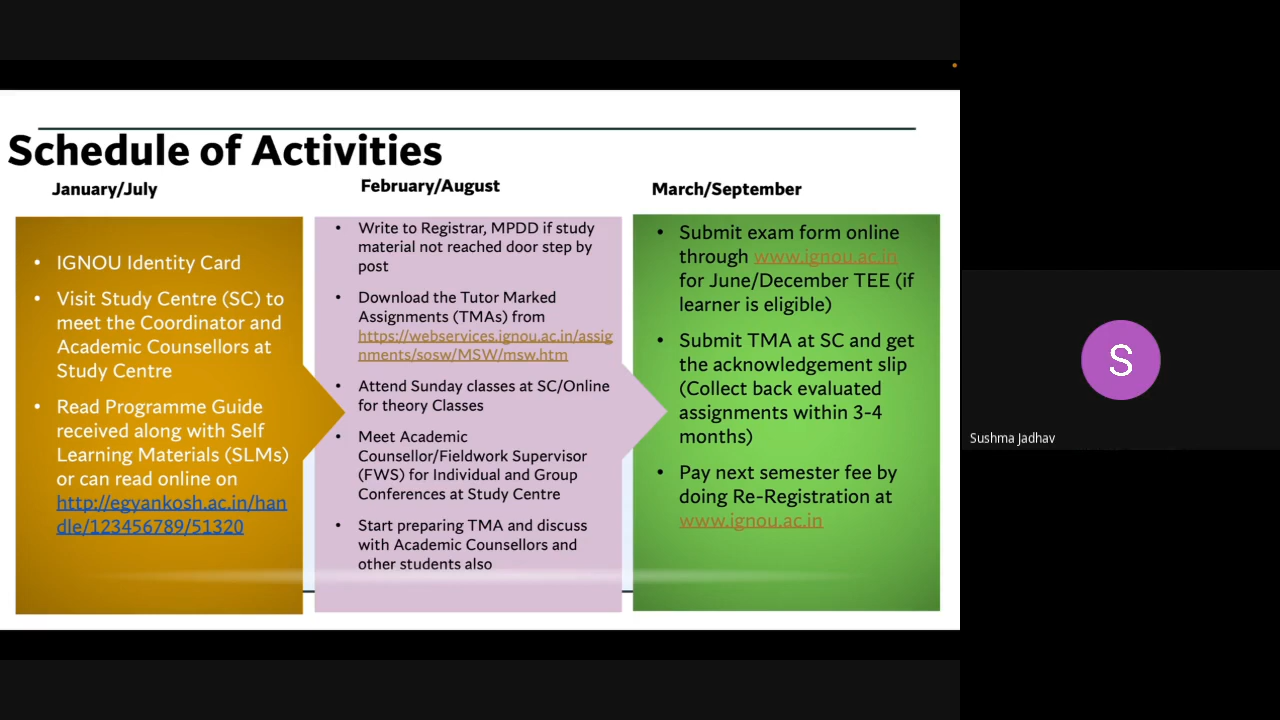 Schedule of Activities
January/July
IGNOU Identity Card
Visit Study Centre (SC) to
meet the Coordinator and
Academic Counsellors at
Study Centre
Read Programme Guide
received along with Self
Learning Materials (SLMs)
or can read online on
http://egyankosh.ac.in/han
dle/123456789/51320
February/August
Write to Registrar, MPDD if study
material not reached door step by
post
Download the Tutor Marked
Assignments (TMAs) from
https://webservices.ignou.ac.in/assig
nments/sosw/MSW/msw.htm
Attend Sunday classes at SC/Online
for theory Classes
Meet Academic
Counsellor/Fieldwork Supervisor
(FWS) for Individual and Group
Conferences at Study Centre
Start preparing TMA and discuss
with Academic Counsellors and
other students also
March/September
Submit exam form online
through www.ignou.ac.in
for June/December TEE (if
learner is eligible)
Submit TMA at SC and get
the acknowledgement slip
(Collect back evaluated
assignments within 3-4
months)
Pay next semester fee by
doing Re-Registration at
www.ignou.ac.in
S
Sushma Jadhav